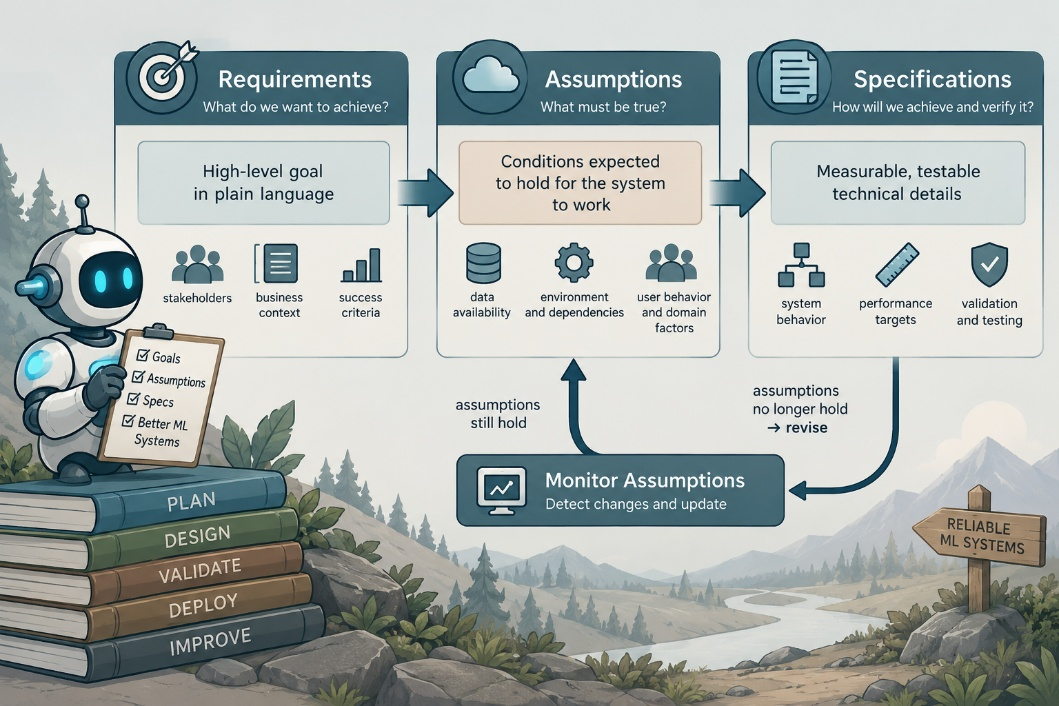 Requirements
What do we want to achieve?
High-level goal
in plain language
stakeholders
business
context
success
criteria
Assumptions
What must be true?
Conditions expected
to hold for the system
to work
data
availability
environment
and dependencies
user behavior
and domain
factors
Specifications
How will we achieve and verify it?
Measurable, testable
technical details
system
behavior
performance
targets
validation
and testing
assumptions
still hold
assumptions
no longer hold
→ revise
Monitor Assumptions
Detect changes and update
Goals
Assumptions
Specs
Better ML
Systems
PLAN
DESIGN
VALIDATE
DEPLOY
IMPROVE
RELIABLE
ML SYSTEMS